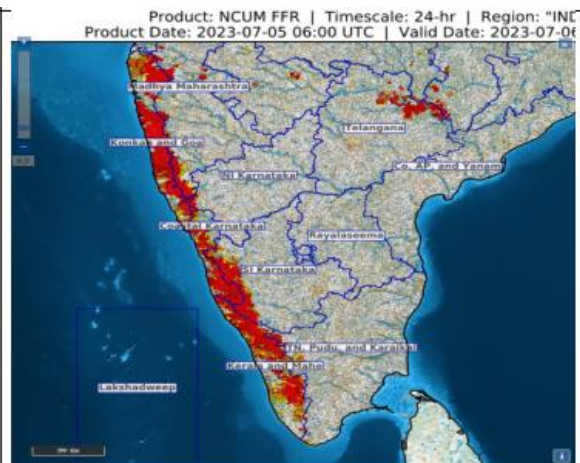 Product: NCUM FFR | Timescale: 24-hr | Region: "IND
Product Date: 2023-07-05 06:00 UTC | Valid Date: 2023-07-06
Madhya Maharashtra
Telangana
Konkan and Goa
Co. AP. and Yanam
NI Karnataka
Coastal Karnataka
Rayalaseema
SI Karnataka
TN. Pudu. and Karaikal
Kerala and Mahe
Lakshadweep